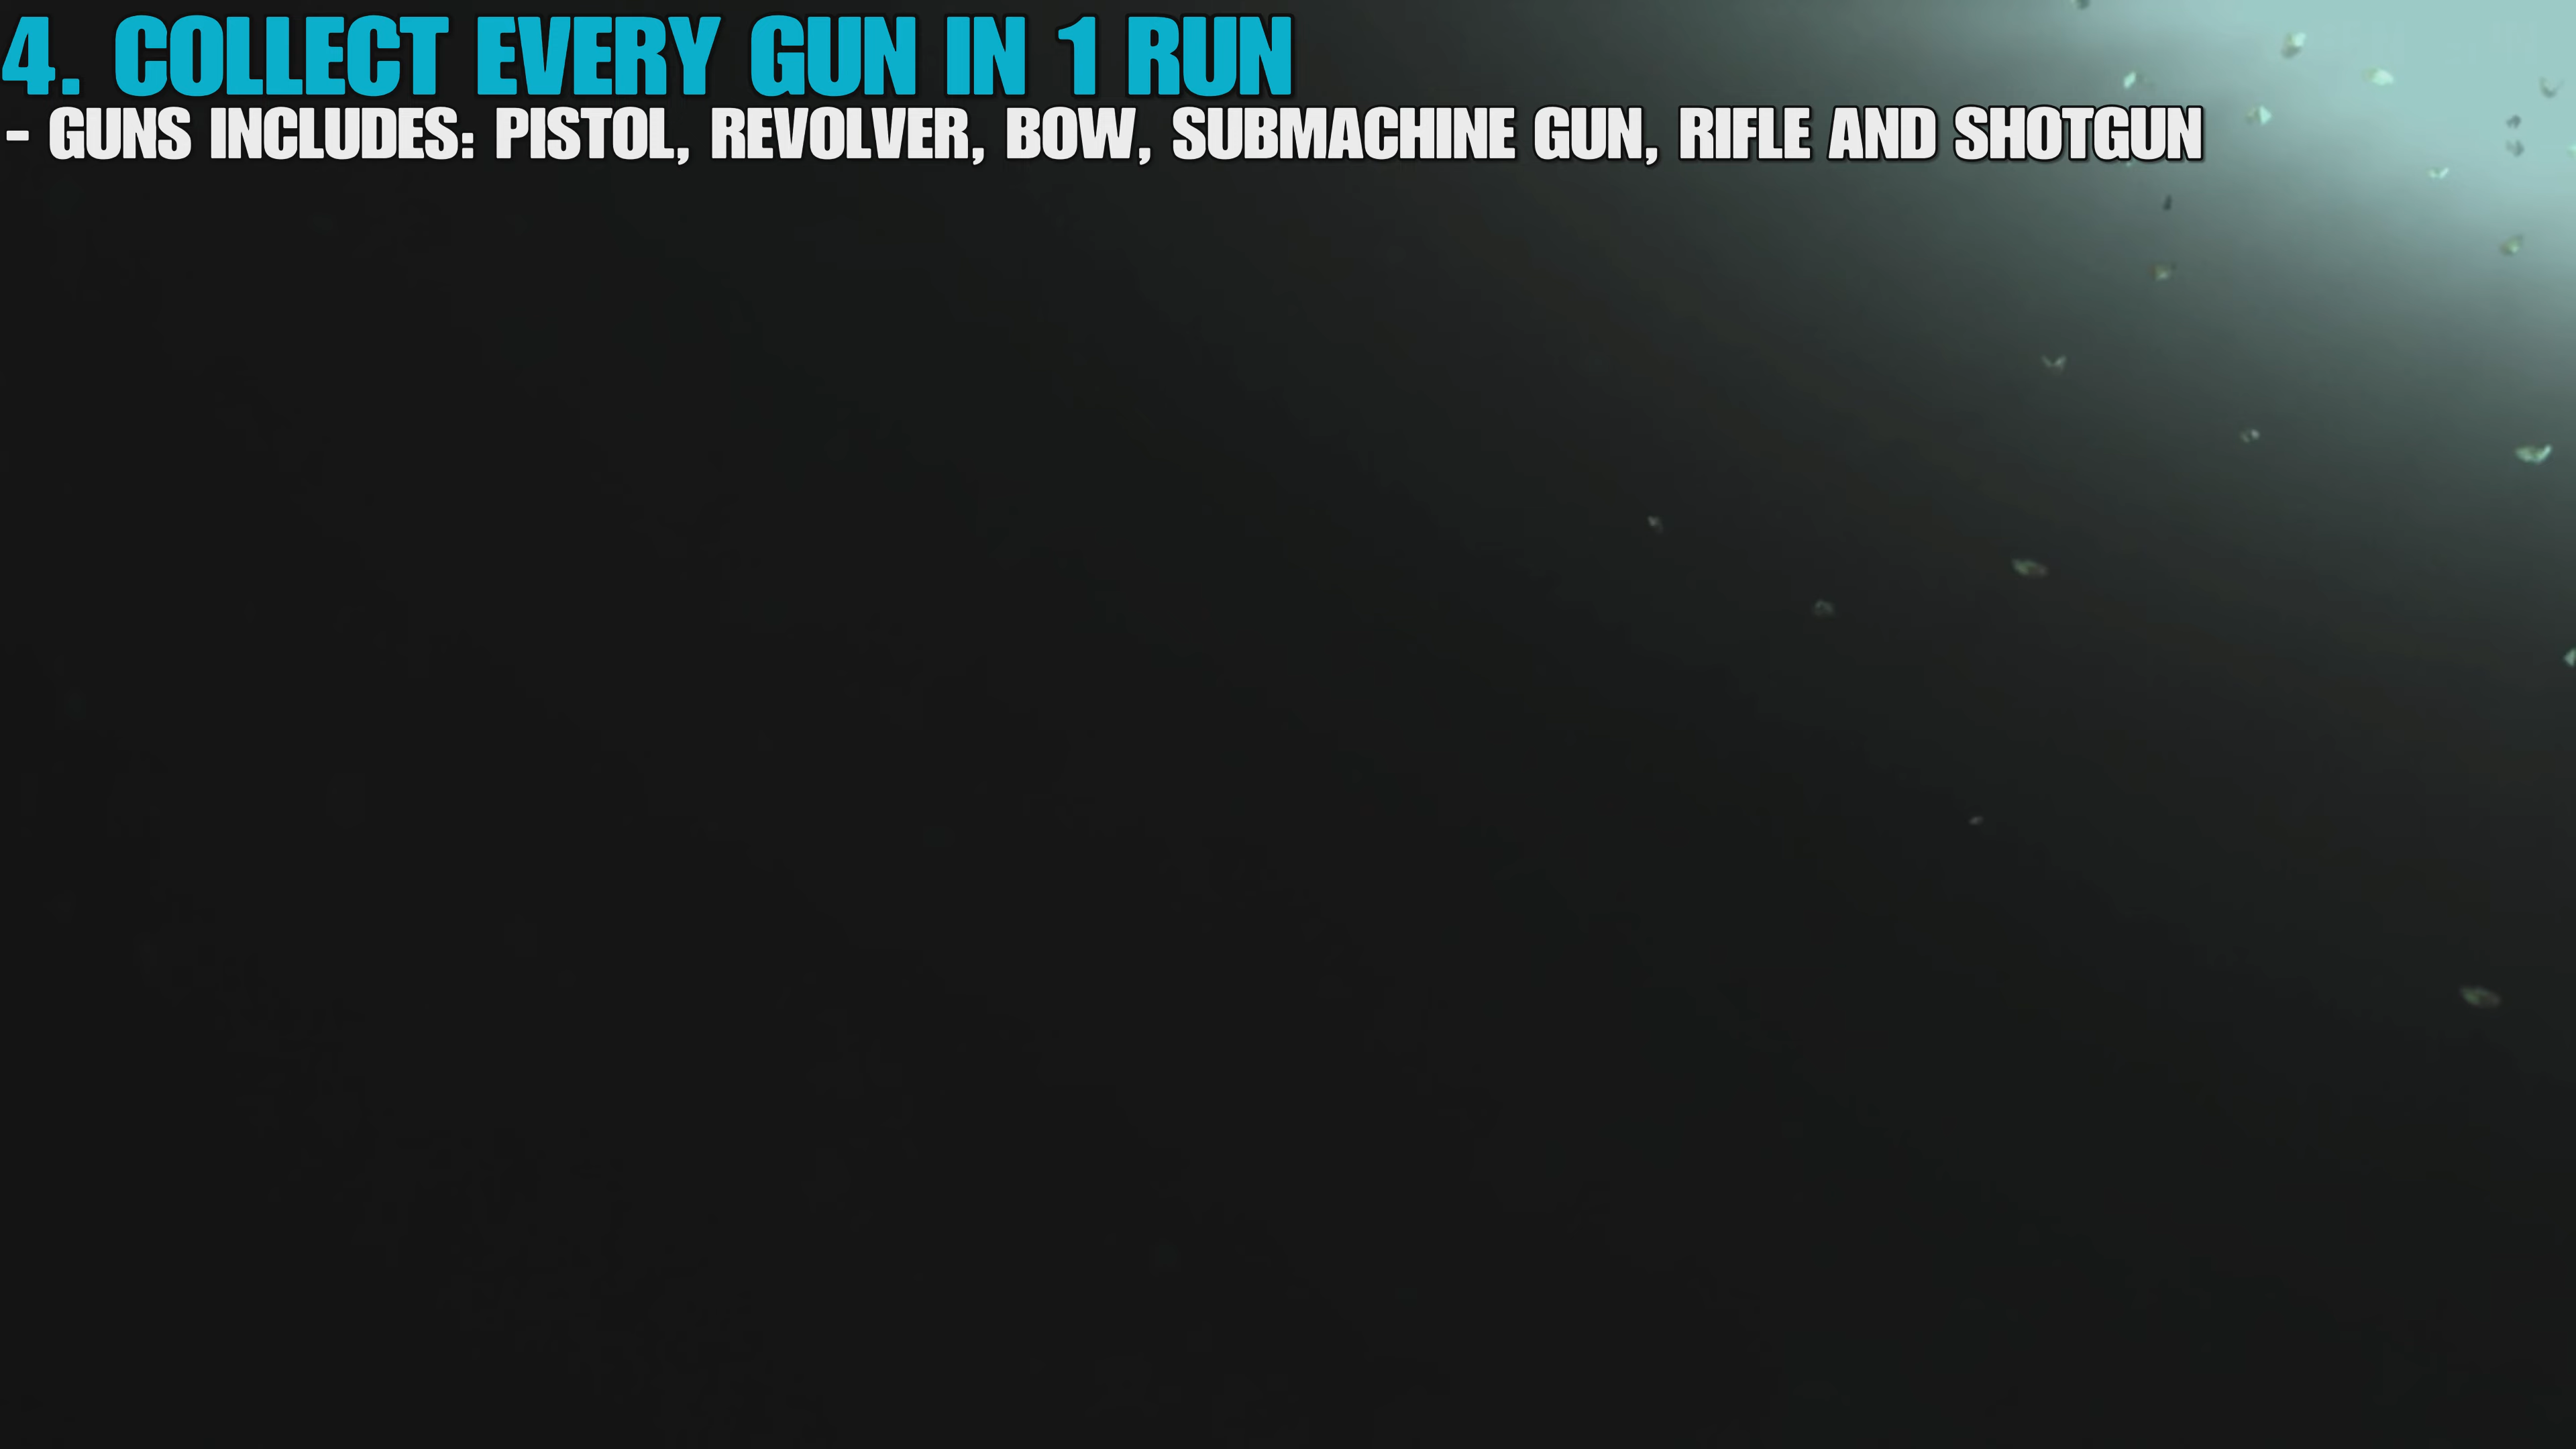 4. COLLECT EVERY GUN IN 1 RUN
- GUNS INCLUDES: PISTOL, REVOLVER, BOW, SUBMACHINE GUN, RIFLE AND SHOTGUN